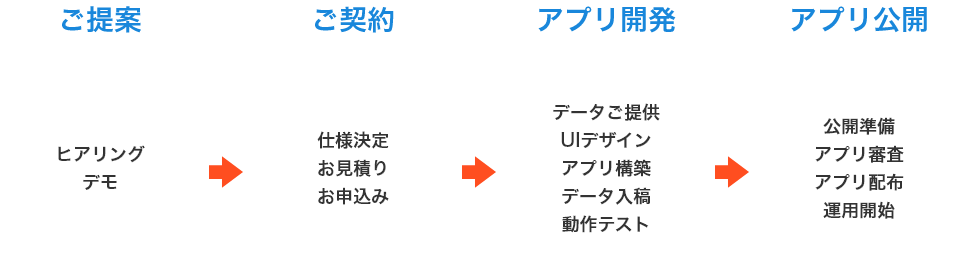 ご提案
ヒアリング
デモ
ご契約
仕様決定
お見積り
お申込み
アプリ開発
データご提供
UIデザイン
アプリ構築
データ入稿
動作テスト
アプリ公開
公開準備
アプリ審査
アプリ配布
運用開始